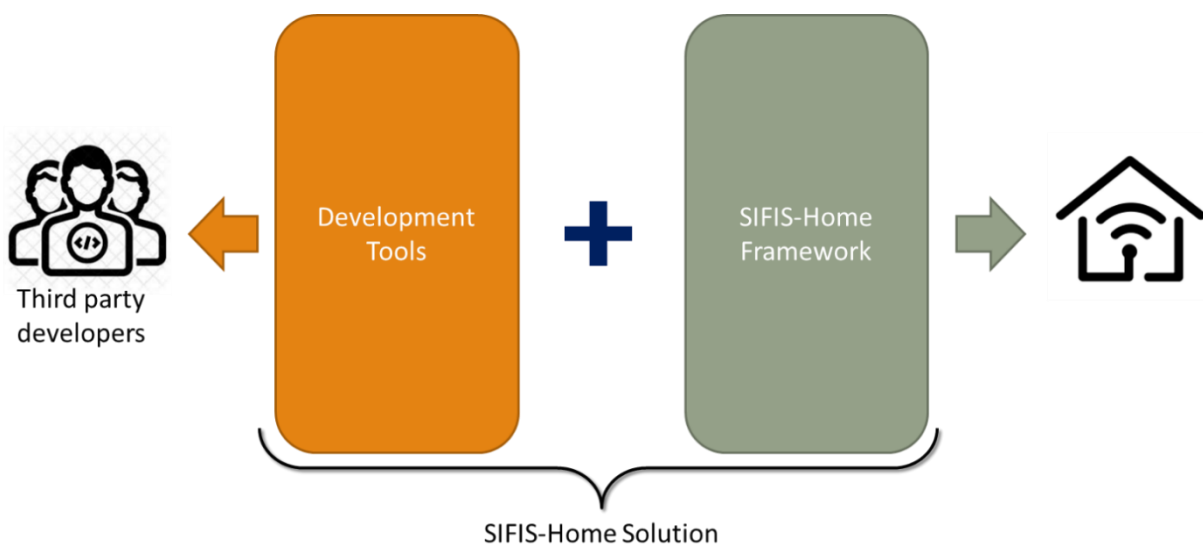 Development
Tools
SIFIS-Home
Framework
</>
Third party
developers
SIFIS-Home Solution